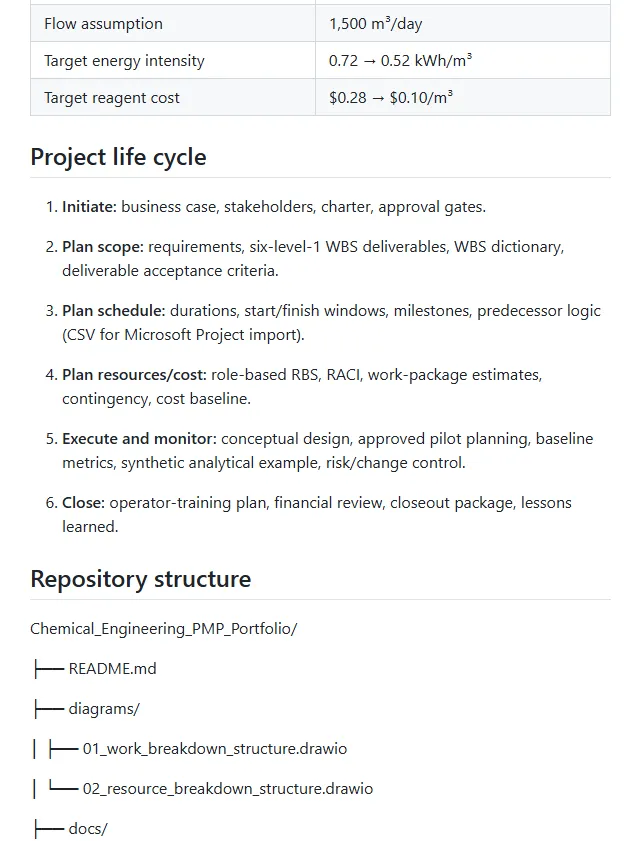 Flow assumption 1,500 m³/day
Target energy intensity 0.72 → 0.52 kWh/m³
Target reagent cost $0.28 → $0.10/m³
Project life cycle
1. Initiate: business case, stakeholders, charter, approval gates.
2. Plan scope: requirements, six-level-1 WBS deliverables, WBS dictionary,
deliverable acceptance criteria.
3. Plan schedule: durations, start/finish windows, milestones, predecessor logic
(CSV for Microsoft Project import).
4. Plan resources/cost: role-based RBS, RACI, work-package estimates,
contingency, cost baseline.
5. Execute and monitor: conceptual design, approved pilot planning, baseline
metrics, synthetic analytical example, risk/change control.
6. Close: operator-training plan, financial review, closeout package, lessons
learned.
Repository structure
Chemical_Engineering_PMP_Portfolio/
├── README.md
├── diagrams/
│ ├── 01_work_breakdown_structure.drawio
│ └── 02_resource_breakdown_structure.drawio
├── docs/